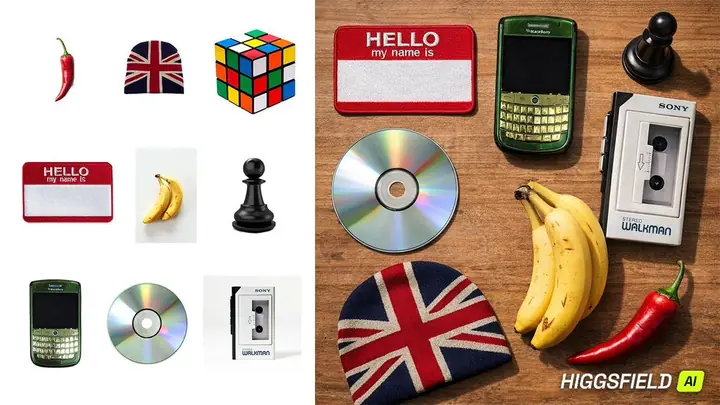 HELLO
my name is
SONY
WALKMAN
HELLO
my name is
BlackBerry
SONY
STEREO
WALKMAN
HIGGSFIELD AI